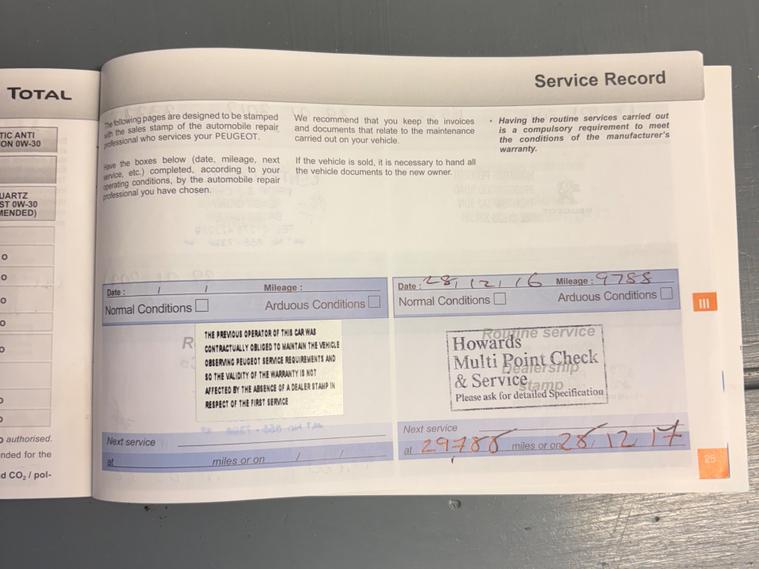 TOTAL
TIC ANTI
ON 0W-30
UARTZ
ST 0W-30
MENDED)
o
o
o
o
o
authorised.
nded for the
d CO2 / pol-
Service Record
The following pages are designed to be stamped
with the sales stamp of the automobile repair
professional who services your PEUGEOT.
Have the boxes below (date, mileage, next
service, etc.) completed, according to your
operating conditions, by the automobile repair
professional you have chosen.
We recommend that you keep the invoices
and documents that relate to the maintenance
carried out on your vehicle.
If the vehicle is sold, it is necessary to hand all
the vehicle documents to the new owner.
• Having the routine services carried out
is a compulsory requirement to meet
the conditions of the manufacturer's
warranty.
Date : / / Mileage :
Normal Conditions Arduous Conditions
R
THE PREVIOUS OPERATOR OF THIS CAR WAS
CONTRACTUALLY OBLIGED TO MAINTAIN THE VEHICLE
OBSERVING PEUGEOT SERVICE REQUIREMENTS AND
SO THE VALIDITY OF THE WARRANTY IS NOT
AFFECTED BY THE ABSENCE OF A DEALER STAMP IN
RESPECT OF THE FIRST SERVICE
Next service
at miles or on / /
Date : 28/12/16 Mileage : 9788
Normal Conditions Arduous Conditions
Routine service
Dealership
stamp
Howards
Multi Point Check
& Service
Please ask for detailed Specification
Next service
at 29788 miles or on 28/12/17
III
25